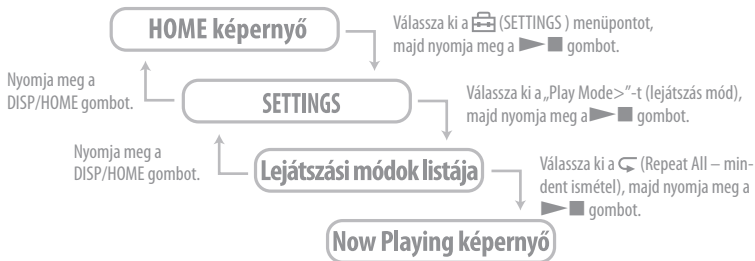 HOME képernyő
Válassza ki a (SETTINGS ) menüpontot,
majd nyomja meg a ►■ gombot.
Nyomja meg a
DISP/HOME gombot.
SETTINGS
Válassza ki a „Play Mode>”-t (lejátszás mód),
majd nyomja meg a ►■ gombot.
Nyomja meg a
DISP/HOME gombot.
Lejátszási módok listája
Válassza ki a (Repeat All – min-
dent ismétel), majd nyomja meg a
►■ gombot.
Now Playing képernyő